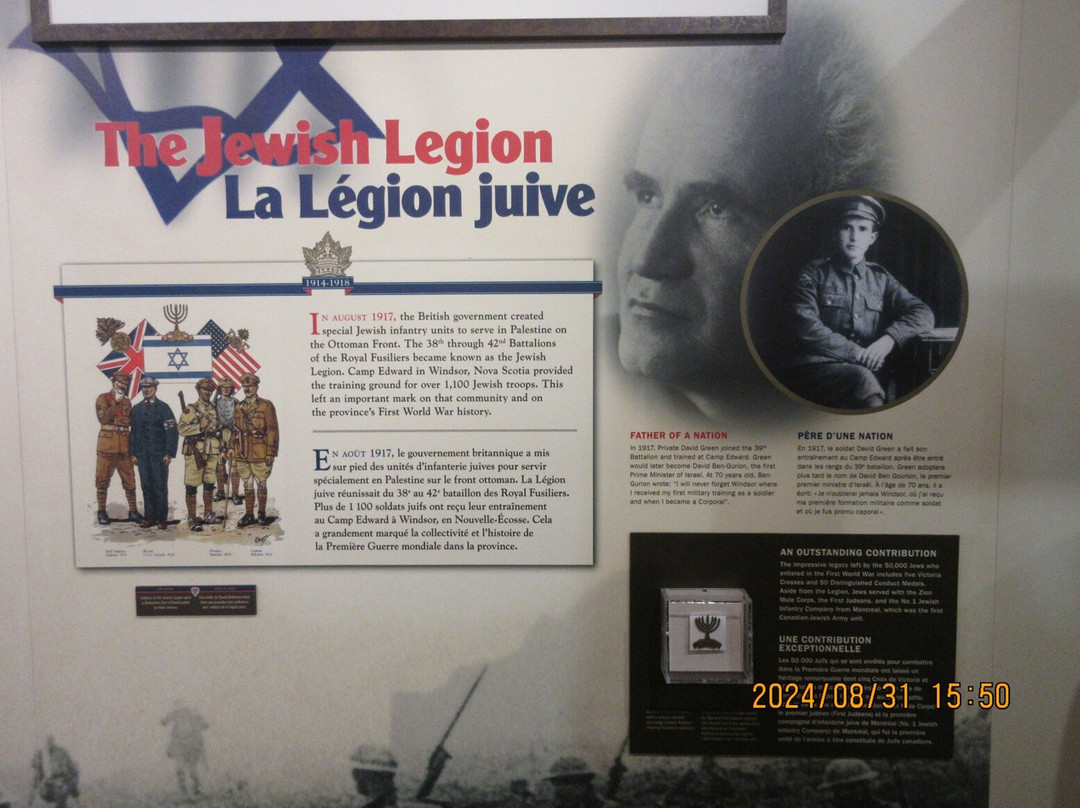 The Jewish Legion
La Légion juive
CANADA
1914-1918
IN AUGUST 1917, the British government created
special Jewish infantry units to serve in Palestine on
the Ottoman Front. The 38th through 42nd Battalions
of the Royal Fusiliers became known as the Jewish
Legion. Camp Edward in Windsor, Nova Scotia provided
the training ground for over 1,100 Jewish troops. This
left an important mark on that community and on
the province's First World War history.
EN AOÛT 1917, le gouvernement britannique a mis
sur pied des unités d'infanterie juives pour servir
spécialement en Palestine sur le front ottoman. La Légion
juive réunissait du 38e au 42e bataillon des Royal Fusiliers.
Plus de 1 100 soldats juifs ont reçu leur entraînement
au Camp Edward à Windsor, en Nouvelle-Écosse. Cela
a grandement marqué la collectivité et l'histoire de
la Première Guerre mondiale dans la province.
FATHER OF A NATION
In 1917, Private David Green joined the 39th
Battalion and trained at Camp Edward. Green
would later become David Ben-Gurion, the first
Prime Minister of Israel. At 70 years old, Ben-
Gurion wrote: "I will never forget Windsor where
I received my first military training as a soldier
and when I became a Corporal".
PÈRE D'UNE NATION
En 1917, le soldat David Green a fait son
entraînement au Camp Edward après être entré
dans les rangs du 39e bataillon. Green adoptera
plus tard le nom de David Ben Gourion, le premier
premier ministre d'Israël. À l'âge de 70 ans, il a
écrit: «Je n'oublierai jamais Windsor, où j'ai reçu
ma première formation militaire comme soldat
et où je fus promu caporal».
AN OUTSTANDING CONTRIBUTION
The impressive legacy left by the 50,000 Jews who
enlisted in the First World War includes five Victoria
Crosses and 50 Distinguished Conduct Medals.
Aside from the Legion, Jews served with the Zion
Mule Corps, the First Judeans, and the No. 1 Jewish
Infantry Company from Montreal, which was the first
Canadian-Jewish Army unit.
UNE CONTRIBUTION
EXCEPTIONNELLE
Les 50 000 Juifs qui se sont enrôlés pour combattre
dans la Première Guerre mondiale ont laissé un
héritage remarquable dont cinq Croix de Victoria et
le premier judéen (First Judeans) et la première
compagnie d'infanterie juive de Montréal (No. 1 Jewish
Infantry Company) de Montréal, qui fut la première
unité de l'armée à être constituée de Juifs canadiens.
2024/08/31 15:50